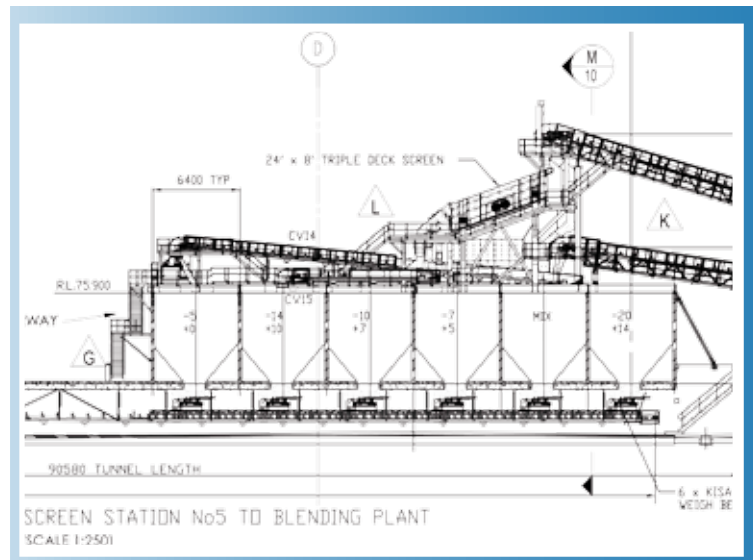 D
M
10
24' x 8' TRIPLE DECK SCREEN
6400 TYP
L
K
CV14
R.L.75.900
CV15
WAY
G
-5
+0
-14
+10
-10
+7
-7
+5
MIX
-20
+14
90580 TUNNEL LENGTH
6 x KISA
WEIGH BE
SCREEN STATION No5 TO BLENDING PLANT
SCALE 1:2501